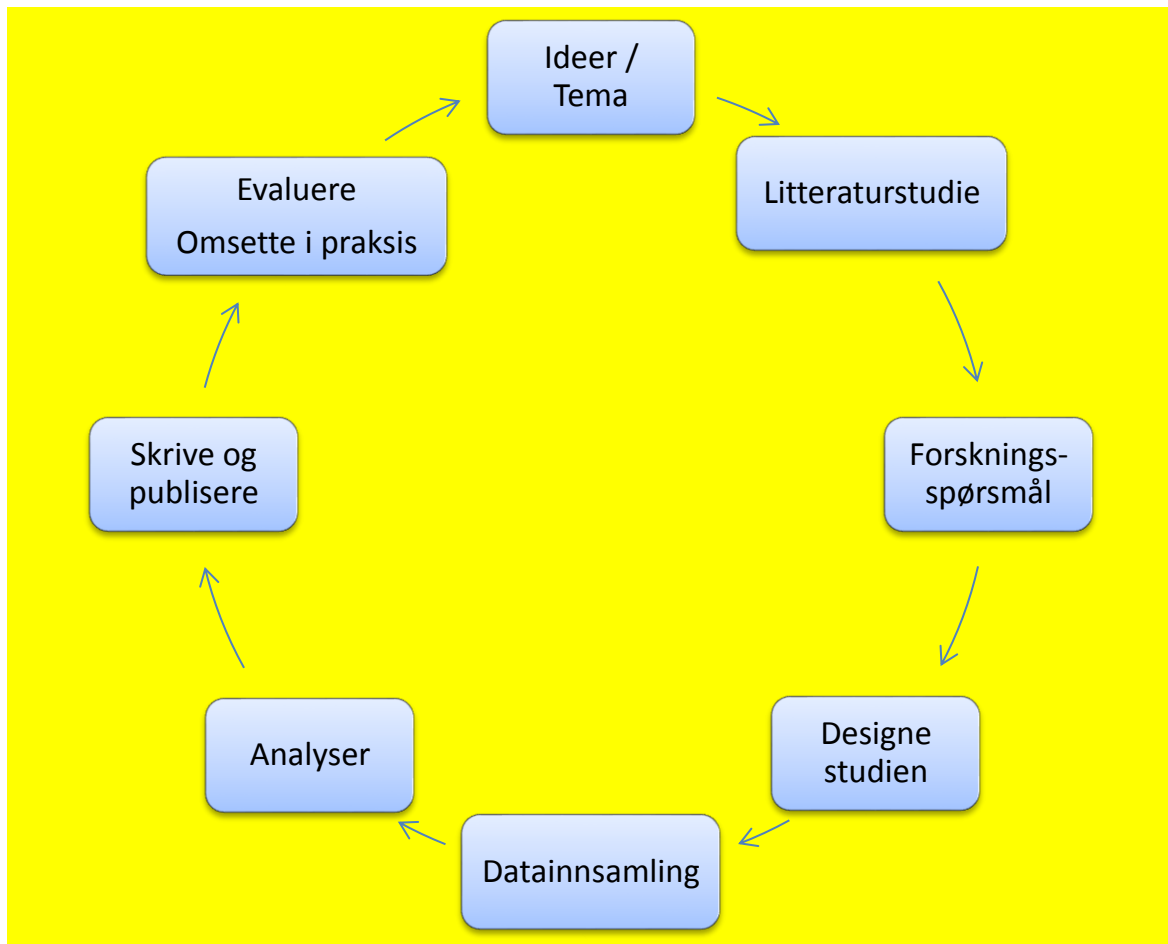 Ideer /
Tema
Litteraturstudie
Forsknings-
spørsmål
Designe
studien
Datainnsamling
Analyser
Skrive og
publisere
Evaluere
Omsette i praksis